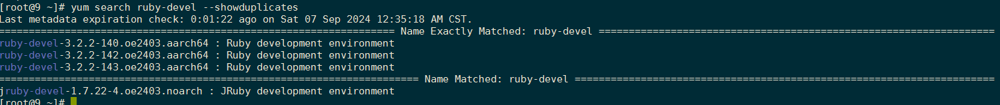 [root@9 ~]# yum search ruby-devel --showduplicates
Last metadata expiration check: 0:01:22 ago on Sat 07 Sep 2024 12:35:18 AM CST.
=================================================================== Name Exactly Matched: ruby-devel ===================================================================
ruby-devel-3.2.2-140.oe2403.aarch64 : Ruby development environment
ruby-devel-3.2.2-142.oe2403.aarch64 : Ruby development environment
ruby-devel-3.2.2-143.oe2403.aarch64 : Ruby development environment
======================================================================= Name Matched: ruby-devel =======================================================================
jruby-devel-1.7.22-4.oe2403.noarch : JRuby development environment
[root@9 ~]#